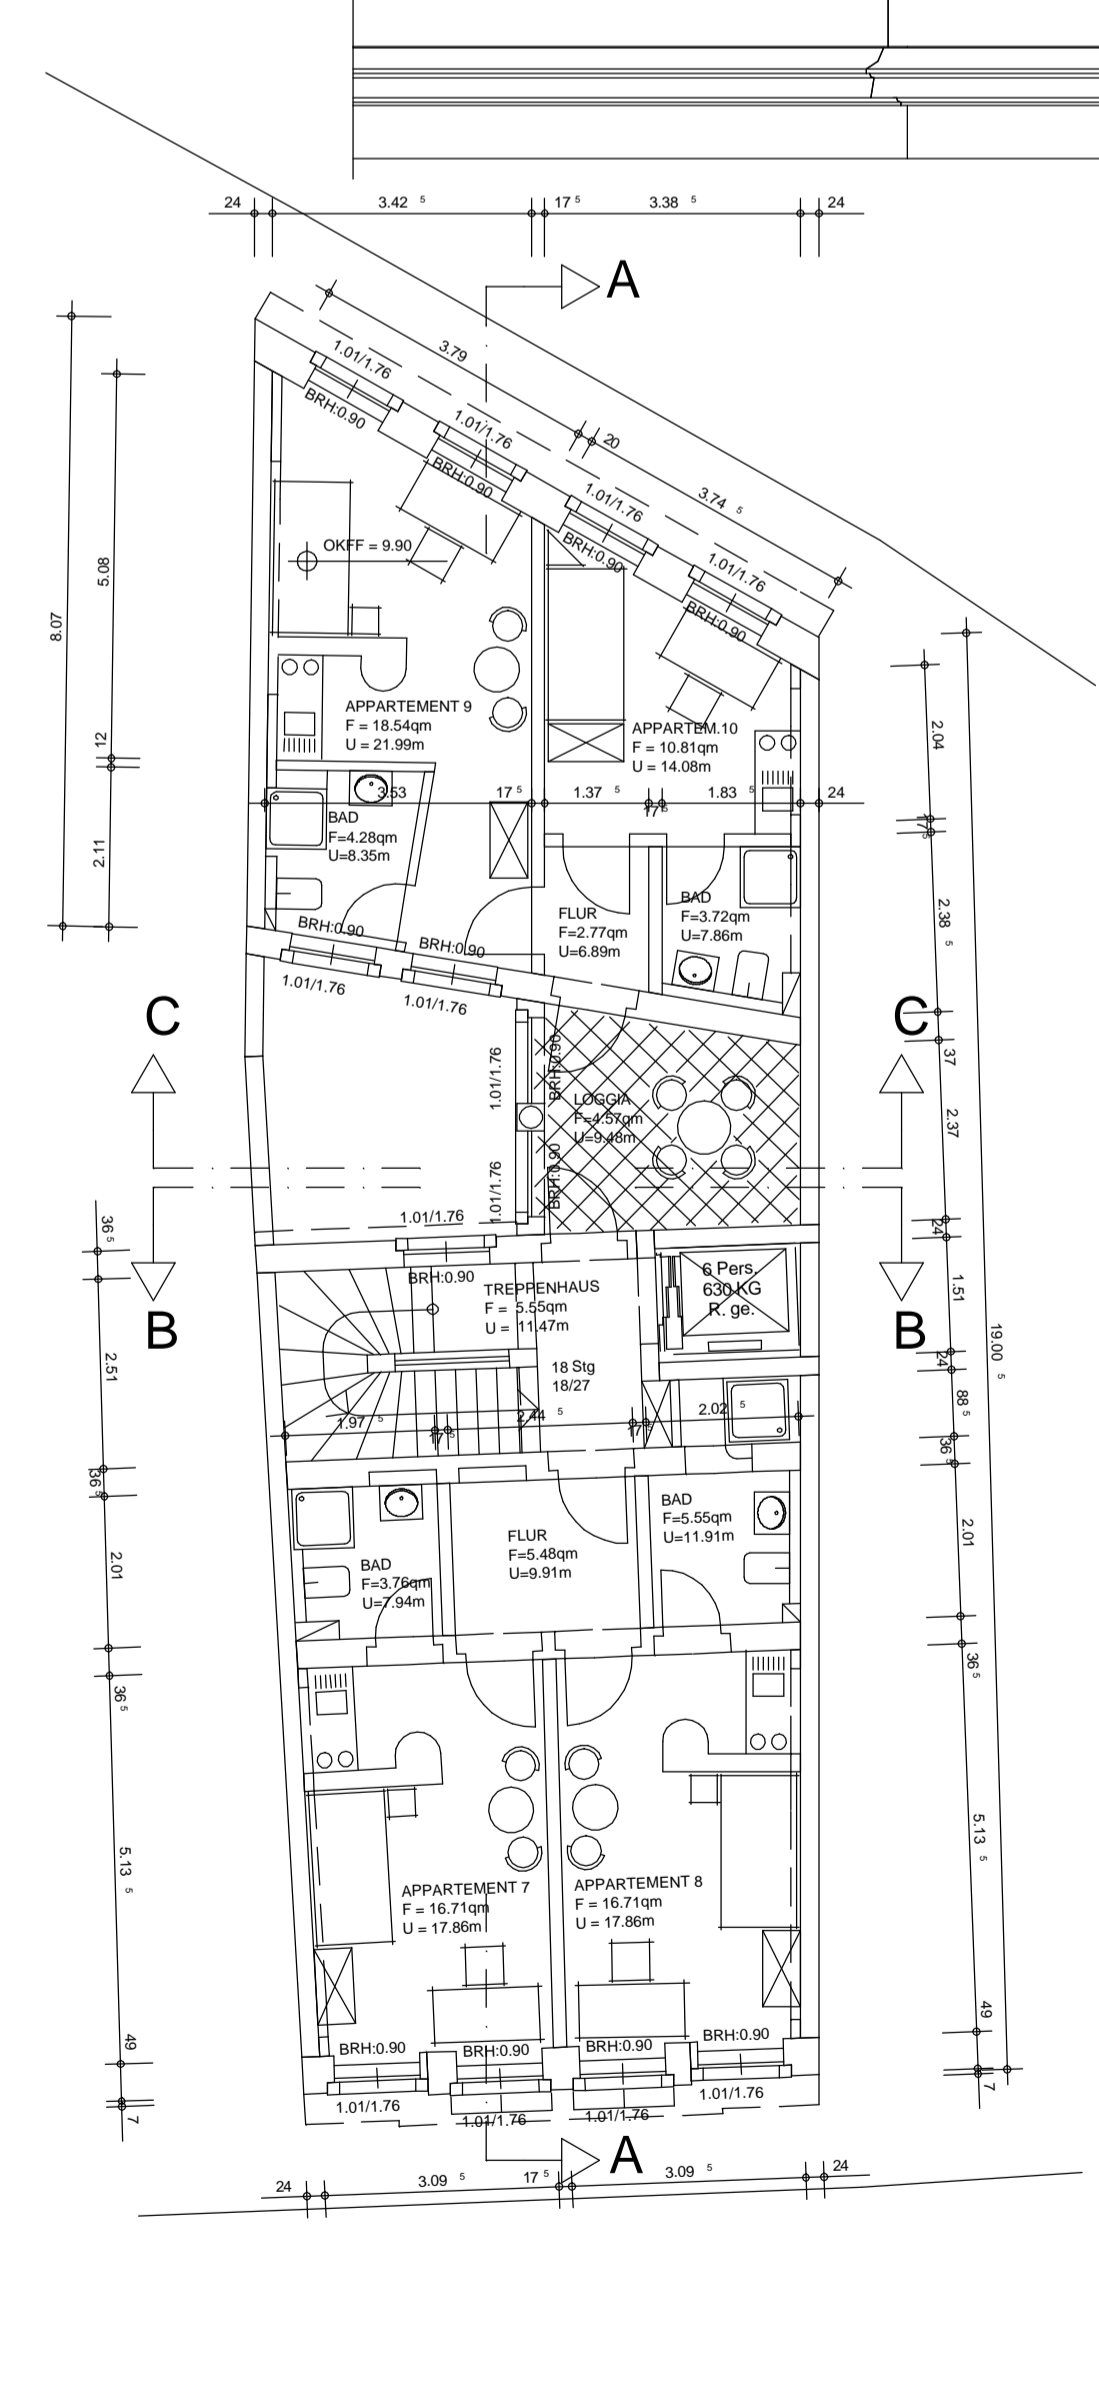 24
3.42 5
17 5
3.38 5
24
A
3.79
20
3.74 5
1.01/1.76
BRH:0.90
1.01/1.76
BRH:0.90
1.01/1.76
BRH:0.90
1.01/1.76
BRH:0.90
8.07
5.08
12
2.11
OKFF = 9.90
APPARTEMENT 9
F = 18.54qm
U = 21.99m
APPARTEM.10
F = 10.81qm
U = 14.08m
3.53
17 5
1.37 5
17 5
1.83 5
24
BAD
F=4.28qm
U=8.35m
FLUR
F=2.77qm
U=6.89m
BAD
F=3.72qm
U=7.86m
BRH:0.90
BRH:0.90
1.01/1.76
1.01/1.76
2.04
17 5
2.38 5
37
2.37
24
1.51
24
88 5
36 5
2.01
36 5
5.13 5
49
7
19.00 5
C
C
1.01/1.76
BRH:0.90
1.01/1.76
BRH:0.90
LOGGIA
F=4.57qm
U=9.48m
1.01/1.76
BRH:0.90
B
B
TREPPENHAUS
F = 5.55qm
U = 11.47m
6 Pers.
630 KG
R. ge.
18 Stg
18/27
1.97 5
17 5
2.44 5
17 5
2.02 5
36 5
2.51
36 5
2.01
36 5
5.13 5
49
7
BAD
F=3.76qm
U=7.94m
FLUR
F=5.48qm
U=9.91m
BAD
F=5.55qm
U=11.91m
APPARTEMENT 7
F = 16.71qm
U = 17.86m
APPARTEMENT 8
F = 16.71qm
U = 17.86m
BRH:0.90
BRH:0.90
BRH:0.90
BRH:0.90
1.01/1.76
1.01/1.76
1.01/1.76
1.01/1.76
A
24
3.09 5
17 5
3.09 5
24